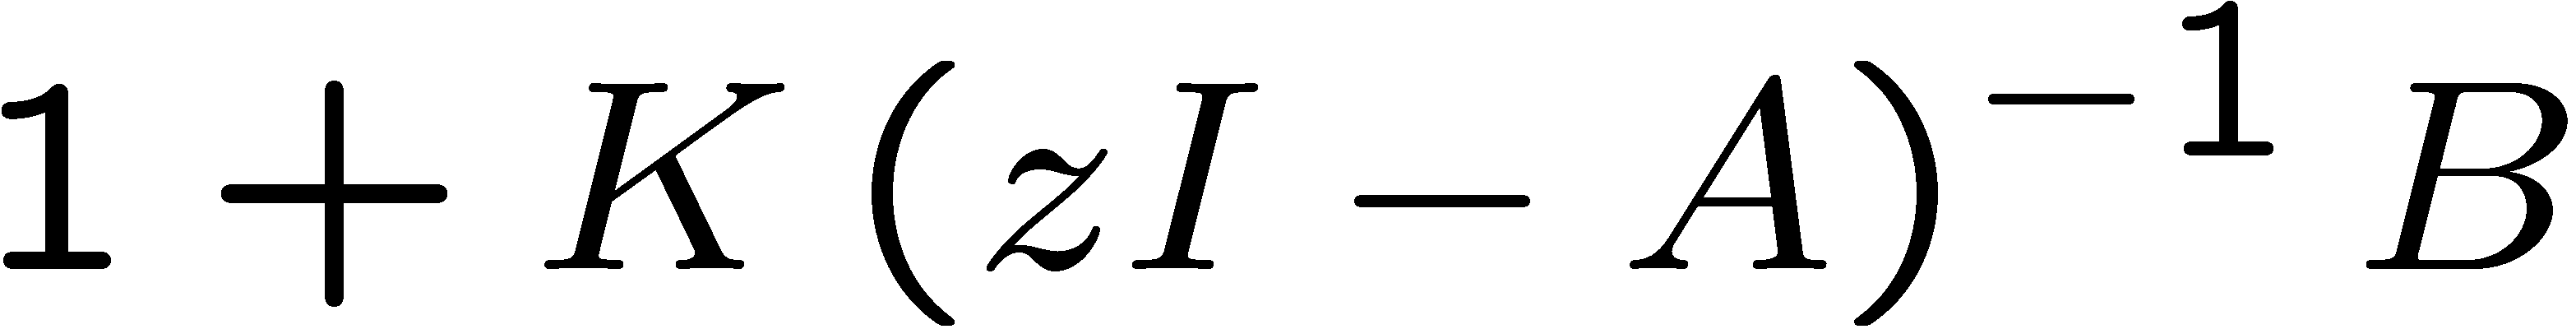 1 + K (zI − A)⁻¹ B